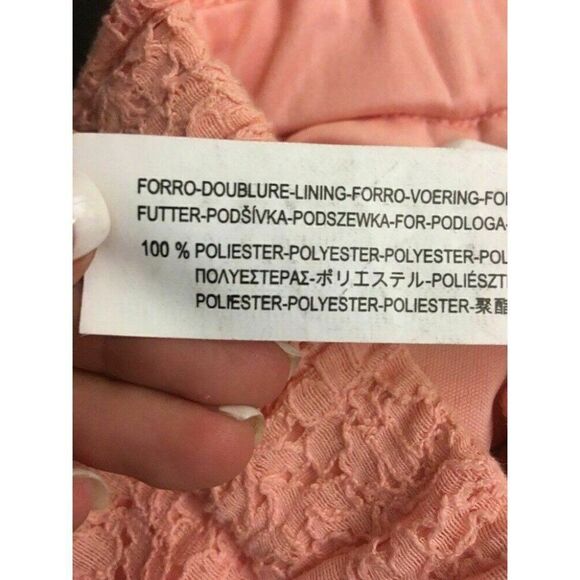 FORRO-DOUBLURE-LINING-FORRO-VOERING-
FUTTER-PODŠÍVKA-PODSZEWKA-FOR-PODLOGA-
100 % POLIESTER-POLYESTER-POLYESTER-POL
ΠΟΛΥΕΣΤΕΡΑΣ-ポリエステル-POLIÉSZT
POLIESTER-POLYESTER-POLIESTER-聚酯